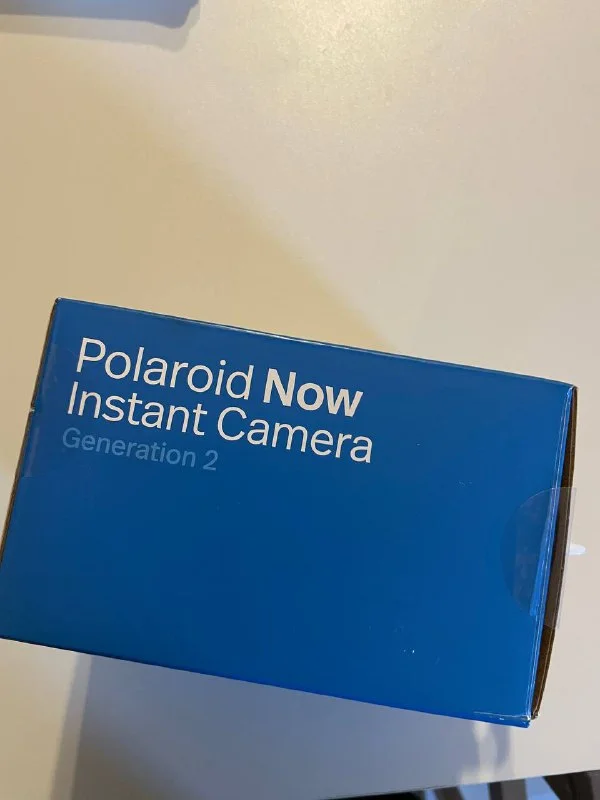 Polaroid Now
Instant Camera
Generation 2